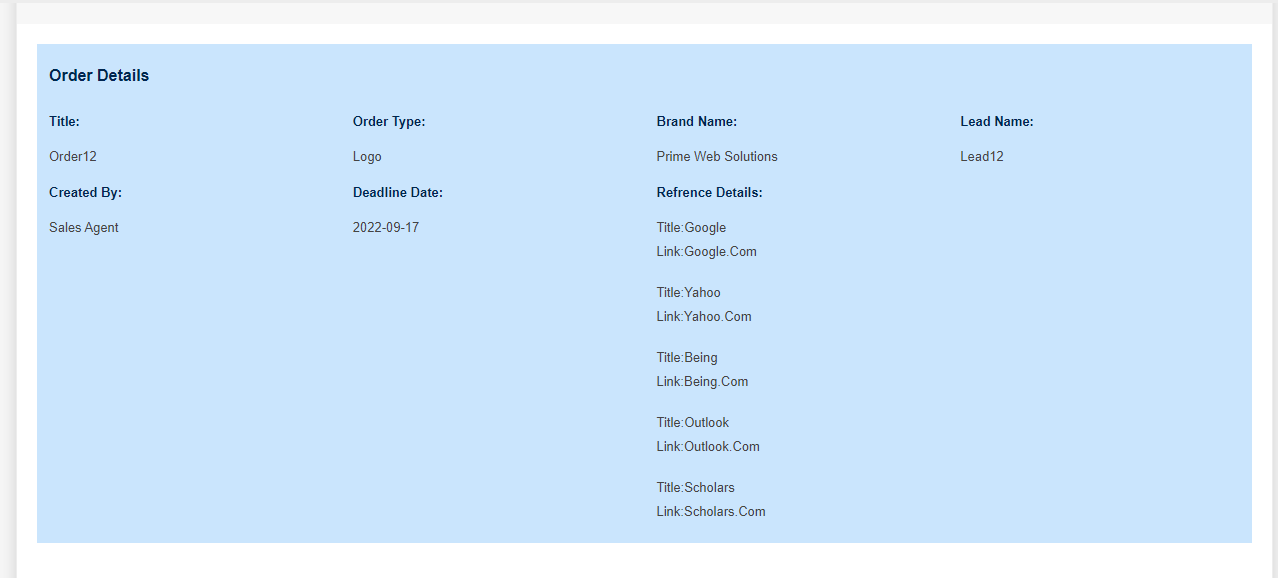 Order Details
Title:
Order Type:
Brand Name:
Lead Name:
Order12
Logo
Prime Web Solutions
Lead12
Created By:
Deadline Date:
Refrence Details:
Sales Agent
2022-09-17
Title:Google
Link:Google.Com
Title:Yahoo
Link:Yahoo.Com
Title:Being
Link:Being.Com
Title:Outlook
Link:Outlook.Com
Title:Scholars
Link:Scholars.Com